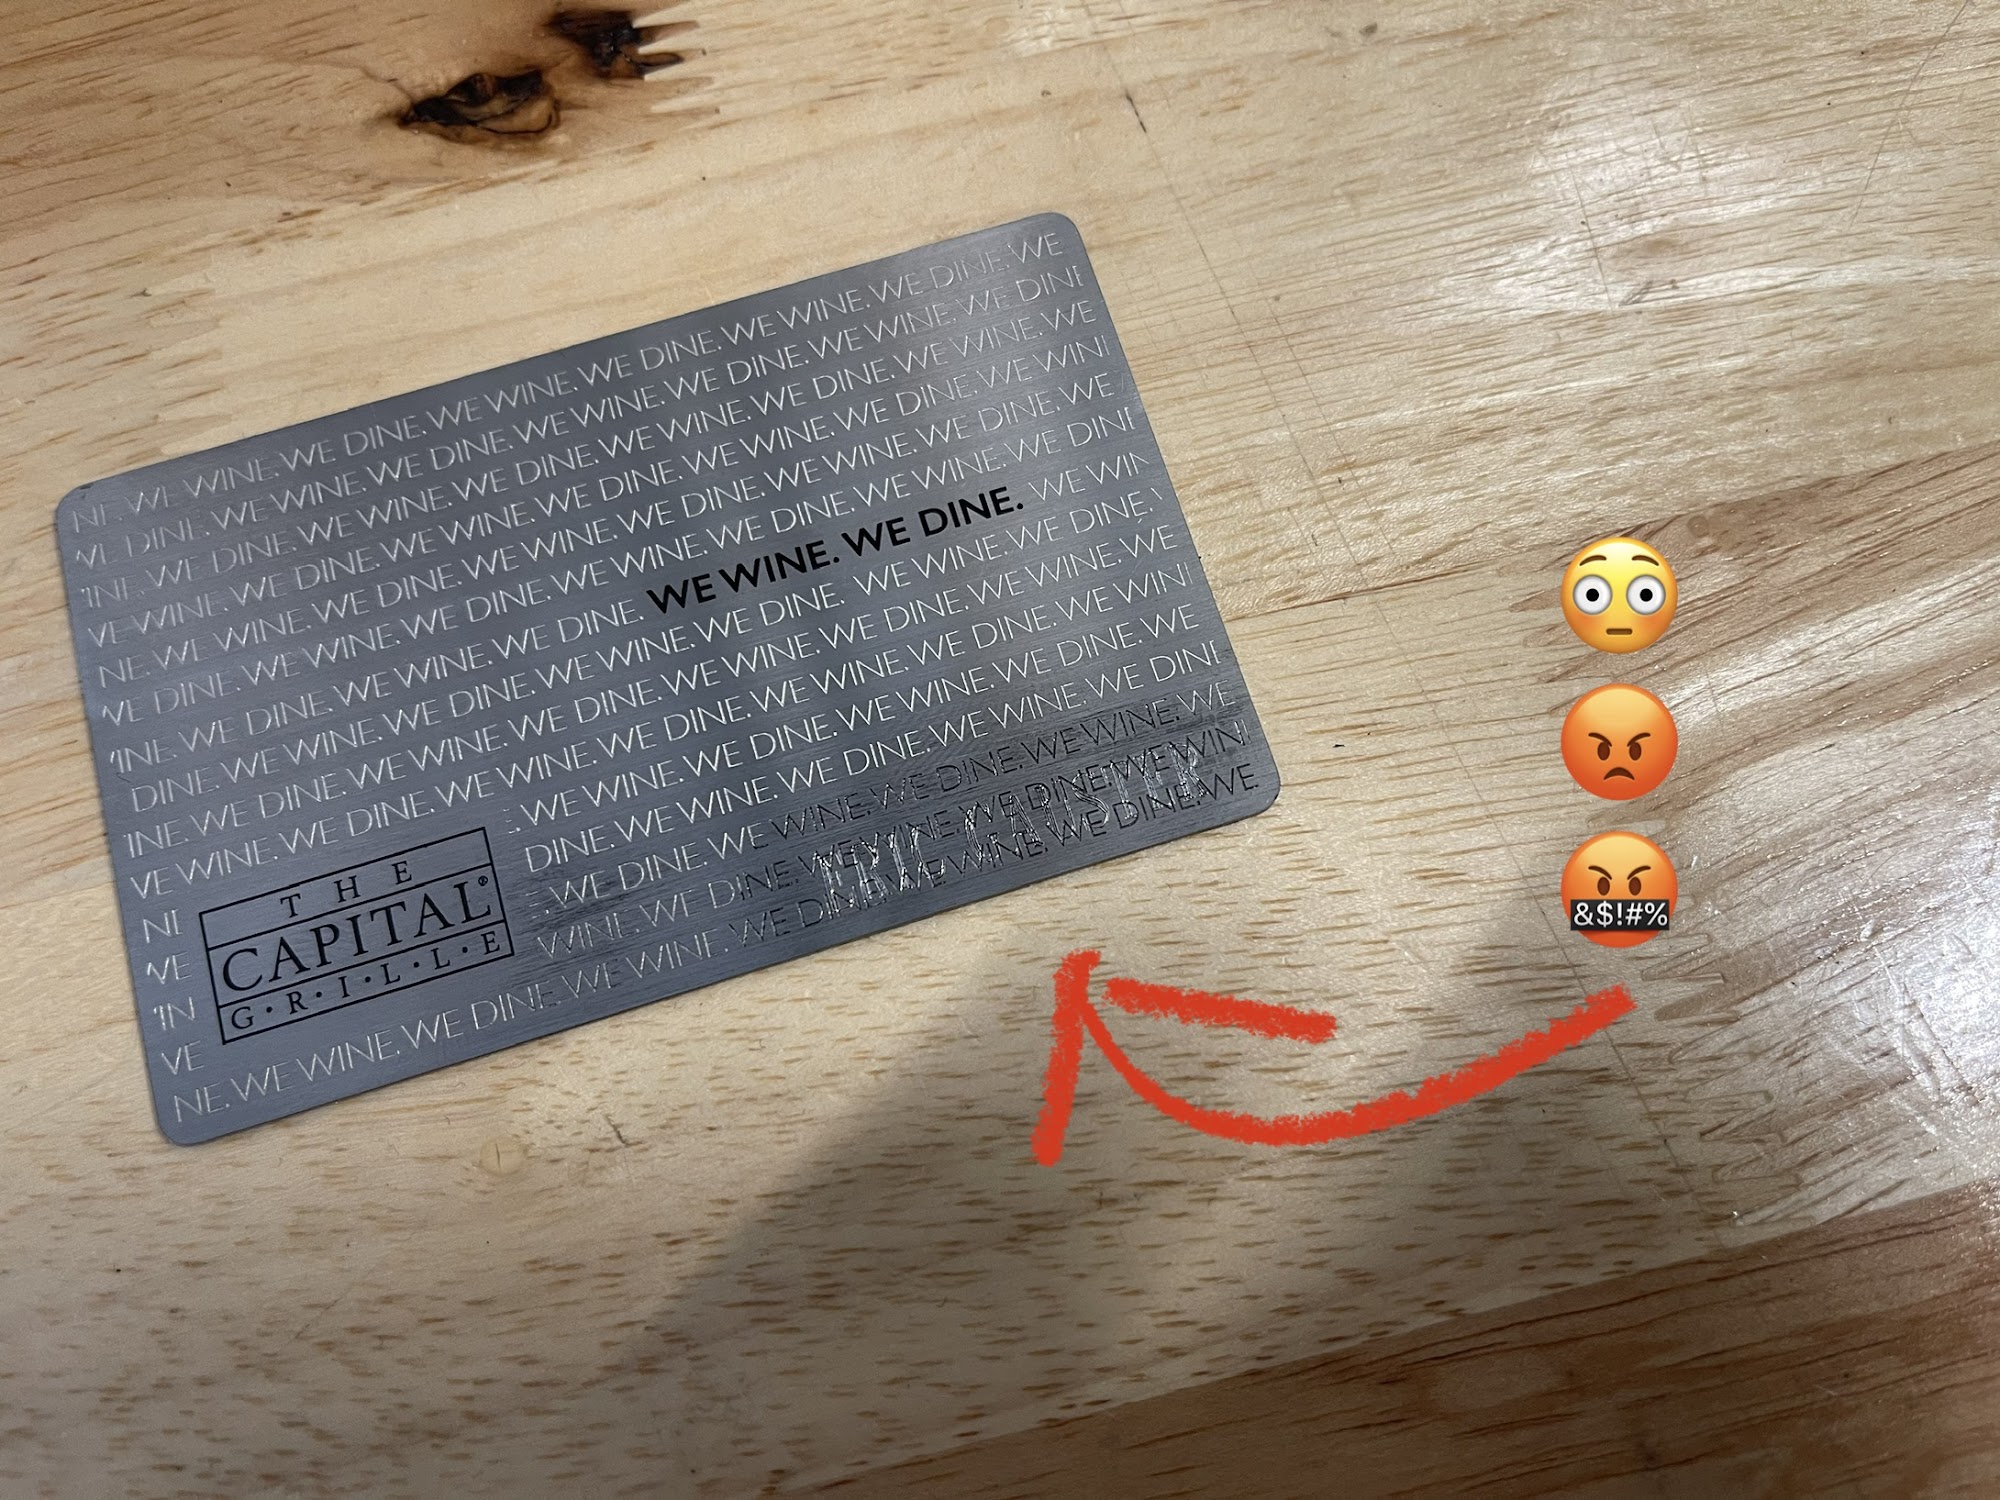 NE. WE WINE. WE DINE. WE WINE. WE DINE. WE WINE. WE DINE. WE
WE DINE. WE WINE. WE DINE. WE WINE. WE DINE. WE WINE. WE DINE
INE. WE DINE. WE WINE. WE DINE. WE WINE. WE DINE. WE WINE. WE
WE WINE. WE DINE. WE WINE. WE DINE. WE WINE. WE DINE. WE WINE
NE. WE WINE. WE DINE. WE WINE. WE DINE. WE WINE. WE DINE. WE
WE DINE. WE WINE. WE DINE. WE WINE. WE DINE. WE WINE. WE DINE
INE. WE DINE. WE WINE. WE DINE. WE WINE. WE DINE. WE WIN
DINE. WE WINE. WE DINE. WE WINE. WE DINE. WE WINE. WE DINE.
INE. WE DINE. WE WINE. WE DINE. WE WINE. WE DINE. WE WINE. WE
WE WINE. WE DINE. WE WINE. WE DINE. WE WINE. WE DINE. WE WINE
NE . WE WINE. WE DINE. WE WINE. WE DINE. WE
WE DINE. WE WINE. WE DINE. WE WINE. WE DINE
IN . WE DINE. WE WINE. WE DINE. WE WINE. WE
WE WINE. WE DINE. WE WINE. WE DINE. WE WINE
NE. WE WINE. WE DINE. WE WINE. WE DINE. WE WINE. WE DINE. WE
ERIK
THE
CAPITAL®
G·R·I·L·L·E
&$!#%